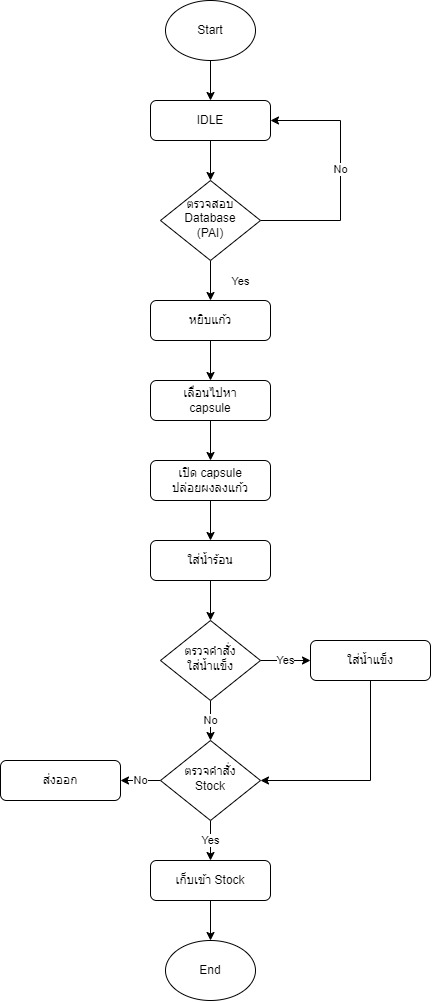 Start
IDLE
No
ตรวจสอบ
Database
(PAI)
Yes
หยิบแก้ว
เลื่อนไปหา
capsule
เปิด capsule
ปล่อยผงลงแก้ว
ใส่น้ำร้อน
ตรวจคำสั่ง
ใส่น้ำแข็ง
Yes
ใส่น้ำแข็ง
No
ส่งออก
No
ตรวจคำสั่ง
Stock
Yes
เก็บเข้า Stock
End